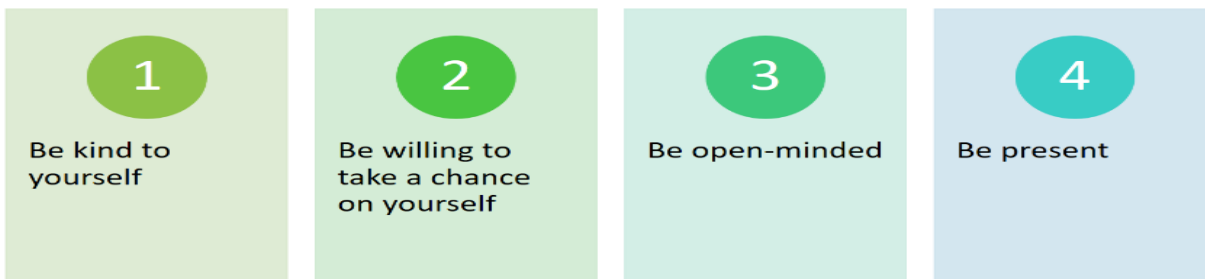 1
Be kind to
yourself
2
Be willing to
take a chance
on yourself
3
Be open-minded
4
Be present